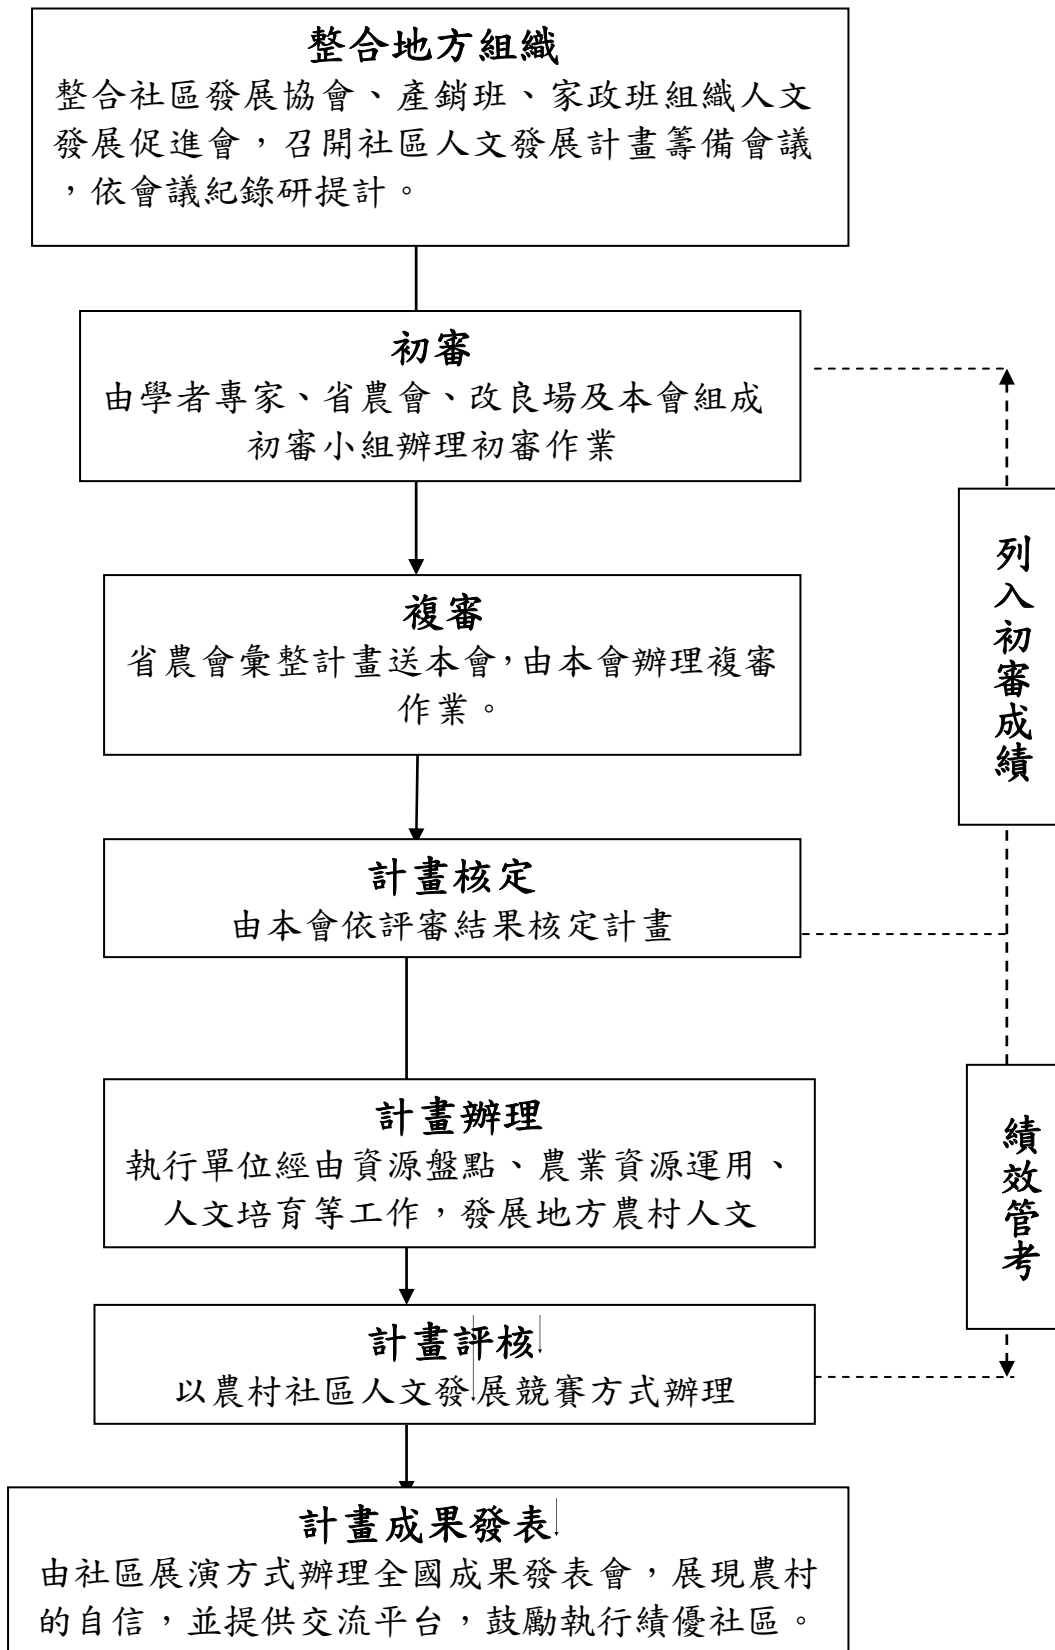 整合地方組織
整合社區發展協會、產銷班、家政班組織人文
發展促進會，召開社區人文發展計畫籌備會議
，依會議紀錄研提計。
初審
由學者專家、省農會、改良場及本會組成
初審小組辦理初審作業
複審
省農會彙整計畫送本會，由本會辦理複審
作業。
計畫核定
由本會依評審結果核定計畫
列入初審成績
計畫辦理
執行單位經由資源盤點、農業資源運用、
人文培育等工作，發展地方農村人文
績效管考
計畫評核
以農村社區人文發展競賽方式辦理
計畫成果發表
由社區展演方式辦理全國成果發表會，展現農村
的自信，並提供交流平台，鼓勵執行績優社區。